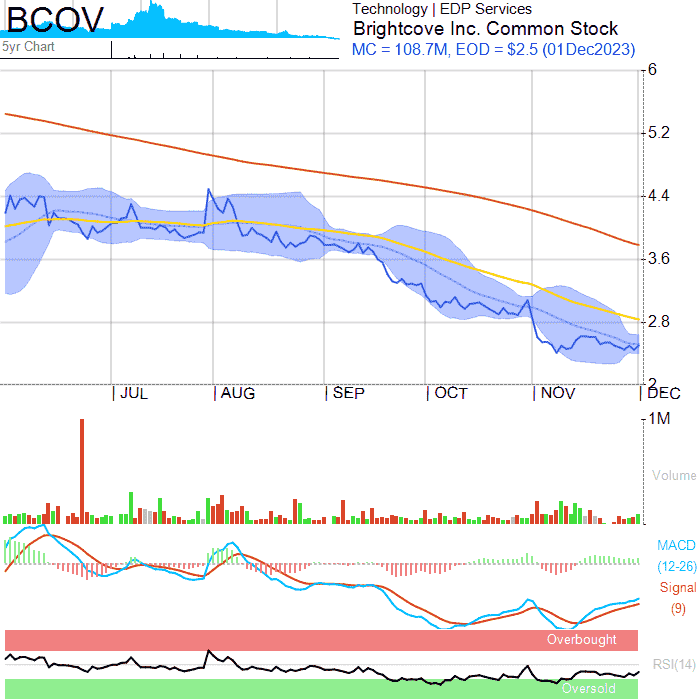 BCOV
5yr Chart
Technology | EDP Services
Brightcove Inc. Common Stock
MC = 108.7M, EOD = $2.5 (01Dec2023)
6
5.2
4.4
3.6
2.8
2
JUL
AUG
SEP
OCT
NOV
DEC
1M
Volume
MACD
(12-26)
Signal
(9)
Overbought
RSI(14)
Oversold